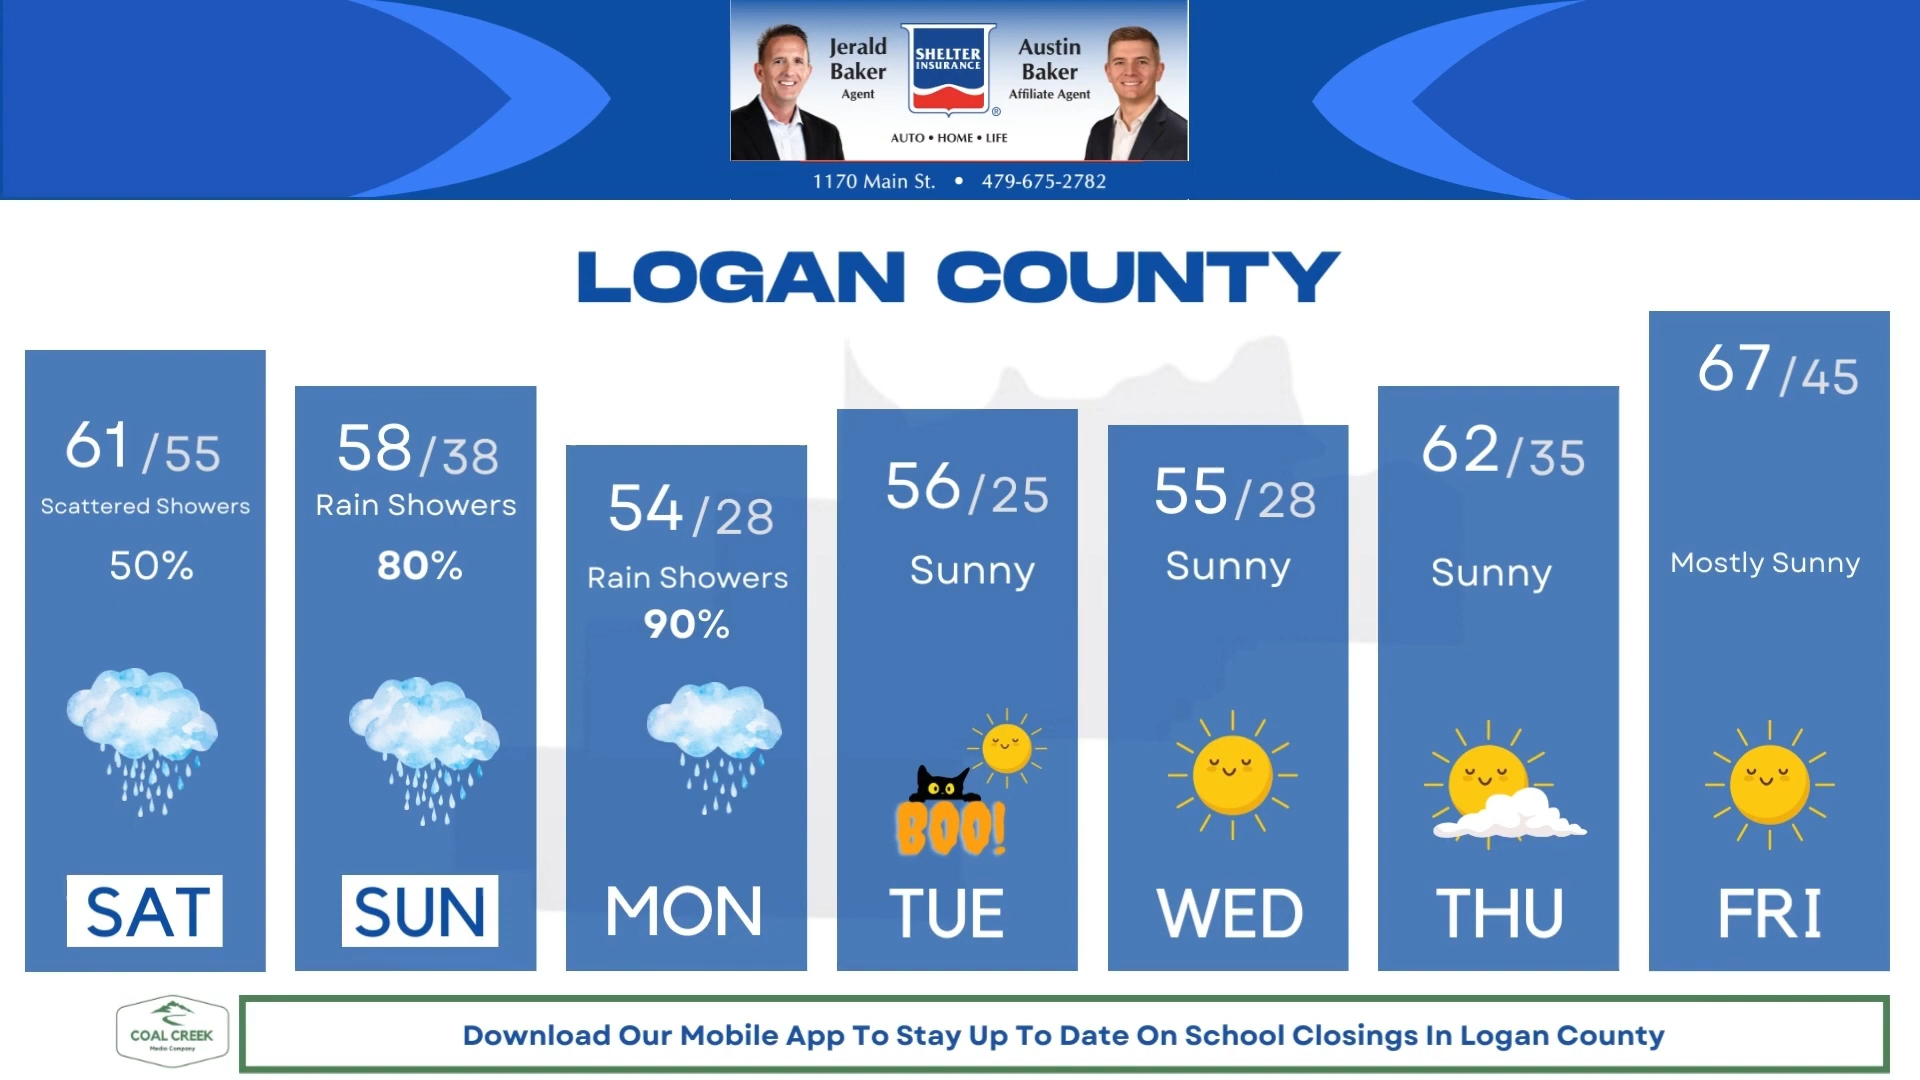 Jerald
Baker
Agent
SHELTER
INSURANCE
®
Austin
Baker
Affiliate Agent
AUTO • HOME • LIFE
1170 Main St. • 479-675-2782
LOGAN COUNTY
61/55
Scattered Showers
50%
SAT
58/38
Rain Showers
80%
SUN
54/28
Rain Showers
90%
MON
56/25
Sunny
BOO!
TUE
55/28
Sunny
WED
62/35
Sunny
THU
67/45
Mostly Sunny
FRI
COAL CREEK
Media Company
Download Our Mobile App To Stay Up To Date On School Closings In Logan County